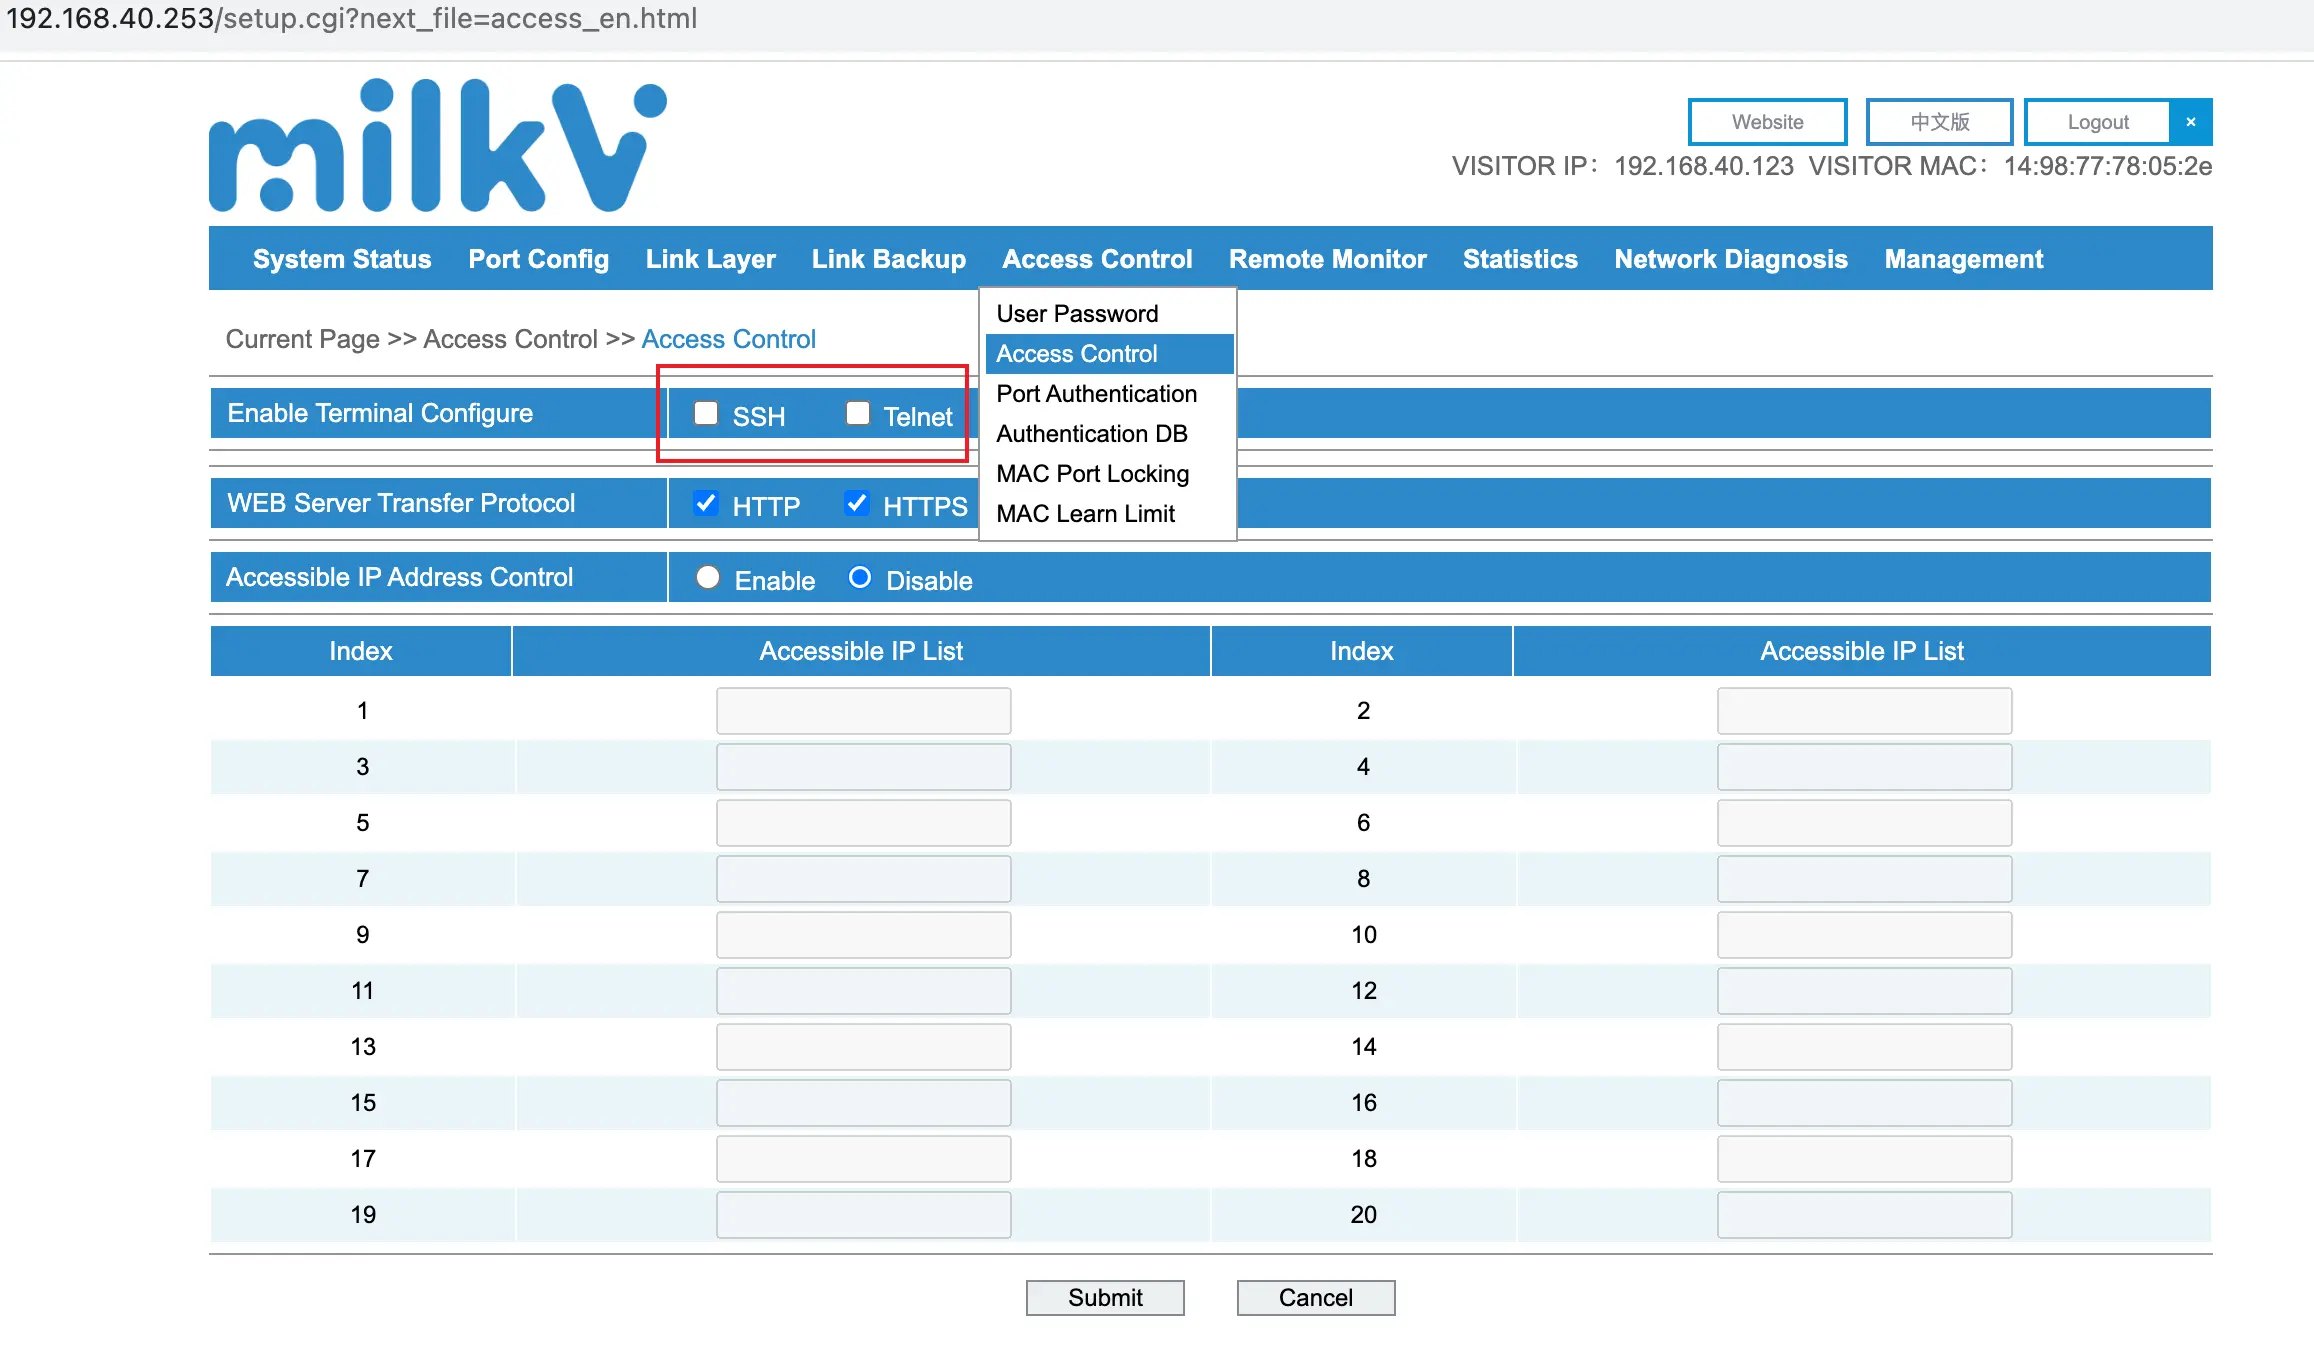 192.168.40.253/setup.cgi?next_file=access_en.html
milkV
Website 中文版 Logout ×
VISITOR IP： 192.168.40.123 VISITOR MAC： 14:98:77:78:05:2e
System Status Port Config Link Layer Link Backup Access Control Remote Monitor Statistics Network Diagnosis Management
User Password
Access Control
Port Authentication
Authentication DB
MAC Port Locking
MAC Learn Limit
Current Page >> Access Control >> Access Control
Enable Terminal Configure SSH Telnet
WEB Server Transfer Protocol HTTP HTTPS
Accessible IP Address Control Enable Disable
Index Accessible IP List Index Accessible IP List
1 2
3 4
5 6
7 8
9 10
11 12
13 14
15 16
17 18
19 20
Submit Cancel